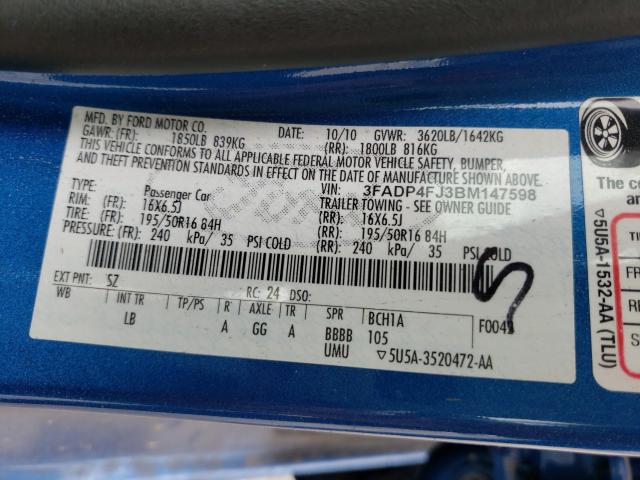 MFD. BY FORD MOTOR CO. DATE: 10/10 GVWR: 3620LB/1642KG
GAWR: (FR): 1850LB 839KG (RR): 1800LB 816KG
THIS VEHICLE CONFORMS TO ALL APPLICABLE FEDERAL MOTOR VEHICLE SAFETY, BUMPER,
AND THEFT PREVENTION STANDARDS IN EFFECT ON THE DATE OF MANUFACTURE SHOWN ABOVE.
VIN: 3FADP4FJ3BM147598
TYPE: Passenger Car TRAILER TOWING - SEE OWNER GUIDE
RIM: (FR): 16X6.5J (RR): 16X6.5J
TIRE: (FR): 195/50R16 84H (RR): 195/50R16 84H
PRESSURE: (FR): 240 kPa/ 35 PSI COLD (RR): 240 kPa/ 35 PSI COLD
EXT PNT: SZ RC: 24 DSO:
WB INT TR TP/PS R AXLE TR SPR BCH1A F0049
LB A GG A BBBB 105
UMU ▽5U5A-3520472-AA
S
The co
▽5U5A-1532-AA (TLU)
FR
RE